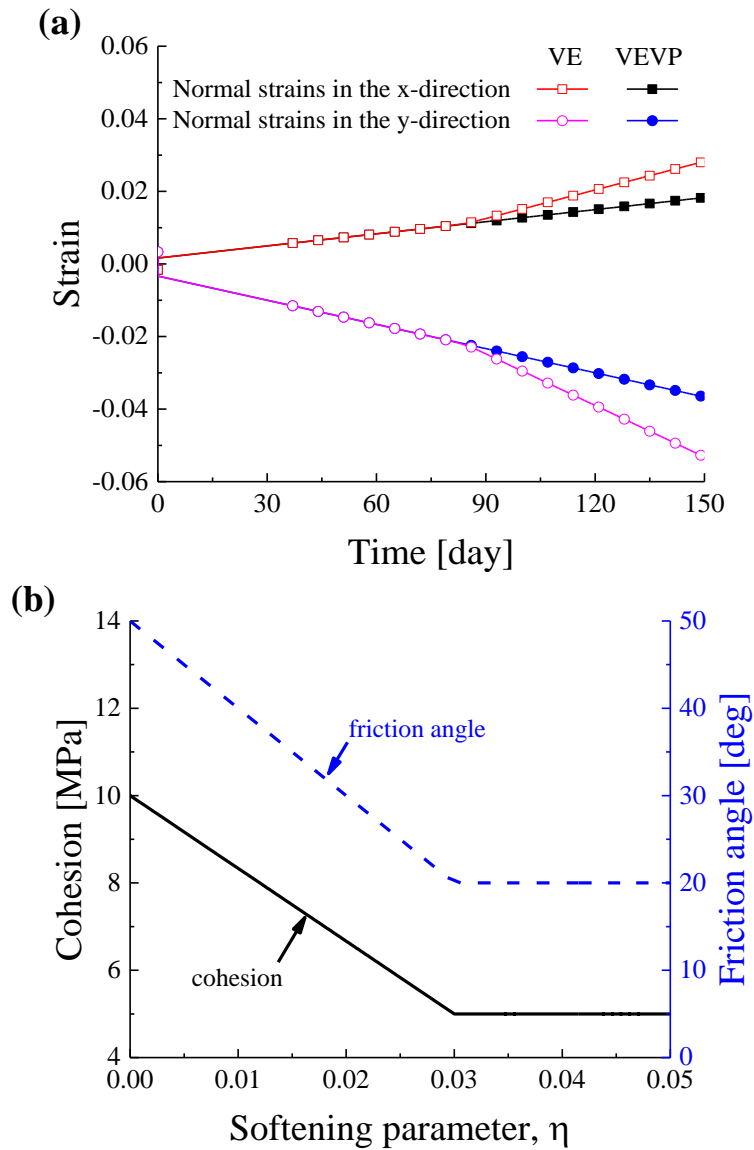 (a)
VE VEVP
Normal strains in the x-direction
Normal strains in the y-direction
0.06
0.04
0.02
0.00
-0.02
-0.04
-0.06
Strain
0 30 60 90 120 150
Time [day]
(b)
14
12
10
8
6
4
Cohesion [MPa]
friction angle
cohesion
50
40
30
20
10
0
Friction angle [deg]
0.00 0.01 0.02 0.03 0.04 0.05
Softening parameter, η